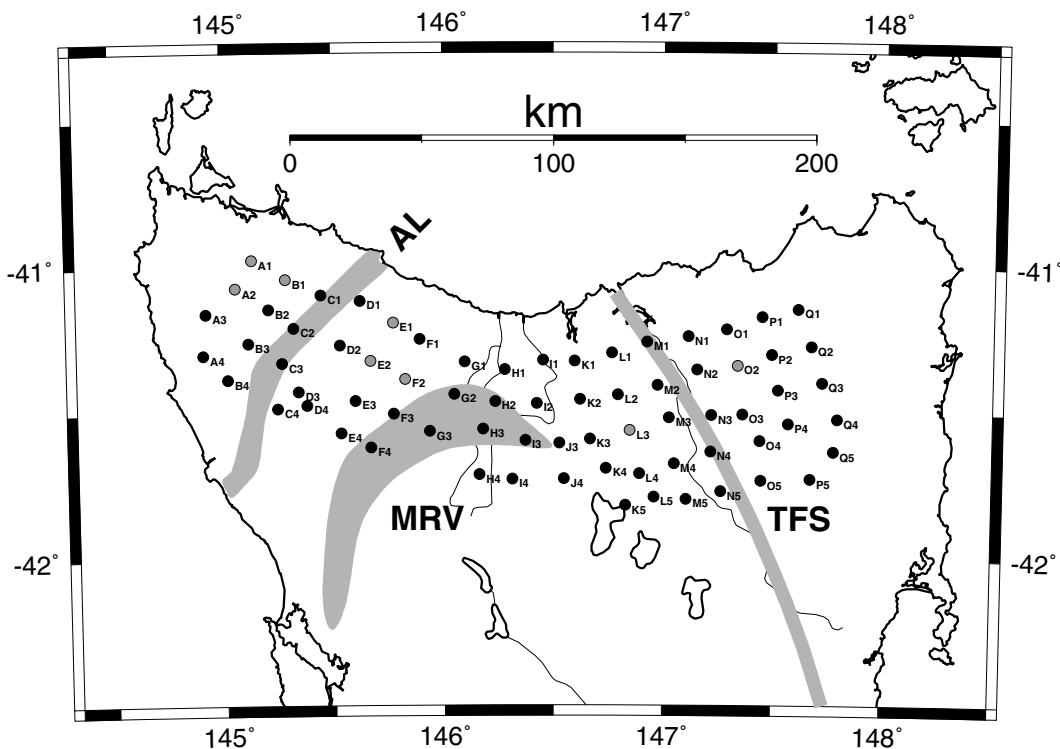 145° 146° 147° 148°
km
0 100 200
AL
-41° -41°
A1
B1
A2
C1
D1
B2
A3
C2
E1
F1
B3
D2
A4
C3
E2
G1
H1
I1
K1
L1
M1
N1
O1
P1
Q1
B4
F2
D3
G2
E3
H2
I2
K2
L2
M2
N2
O2
P2
Q2
C4
D4
F3
G3
H3
I3
J3
K3
L3
M3
N3
O3
P3
Q3
E4
F4
H4
I4
J4
K4
L4
M4
N4
O4
P4
Q4
K5
L5
M5
N5
O5
P5
Q5
MRV
TFS
-42° -42°
145° 146° 147° 148°